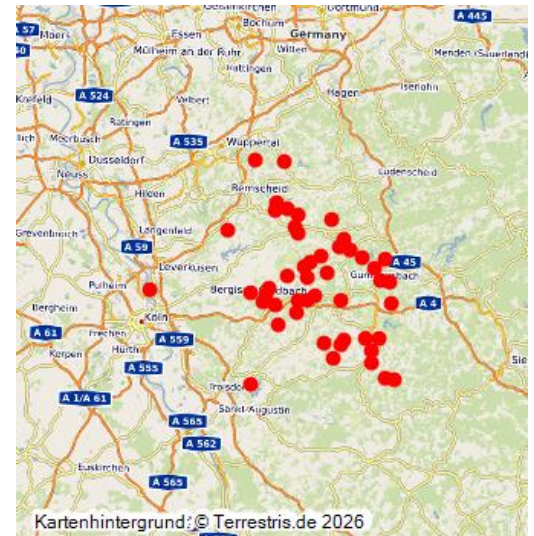 Gelsenkirchen
Dortmund
Bochum
A 445
Moers
Essen
Germany
Mülheim an der Ruhr
Witten
Menden (Sauerland)
Hattingen
Krefeld
A 524
Velbert
Hagen
Iserlohn
Ratingen
Meerbusch
A 535
Wuppertal
Düsseldorf
Neuss
Lüdenscheid
Remscheid
Hilden
Grevenbroich
Langenfeld
A 59
Leverkusen
A 45
Pulheim
Bergheim
Köln
A 4
A 61
Frechen
A 559
Hürth
Kerpen
A 555
Troisdorf
A 1/A 61
Sankt-Augustin
A 565
A 562
Euskirchen
A 565
Kartenhintergrund: © Terrestris.de 2026